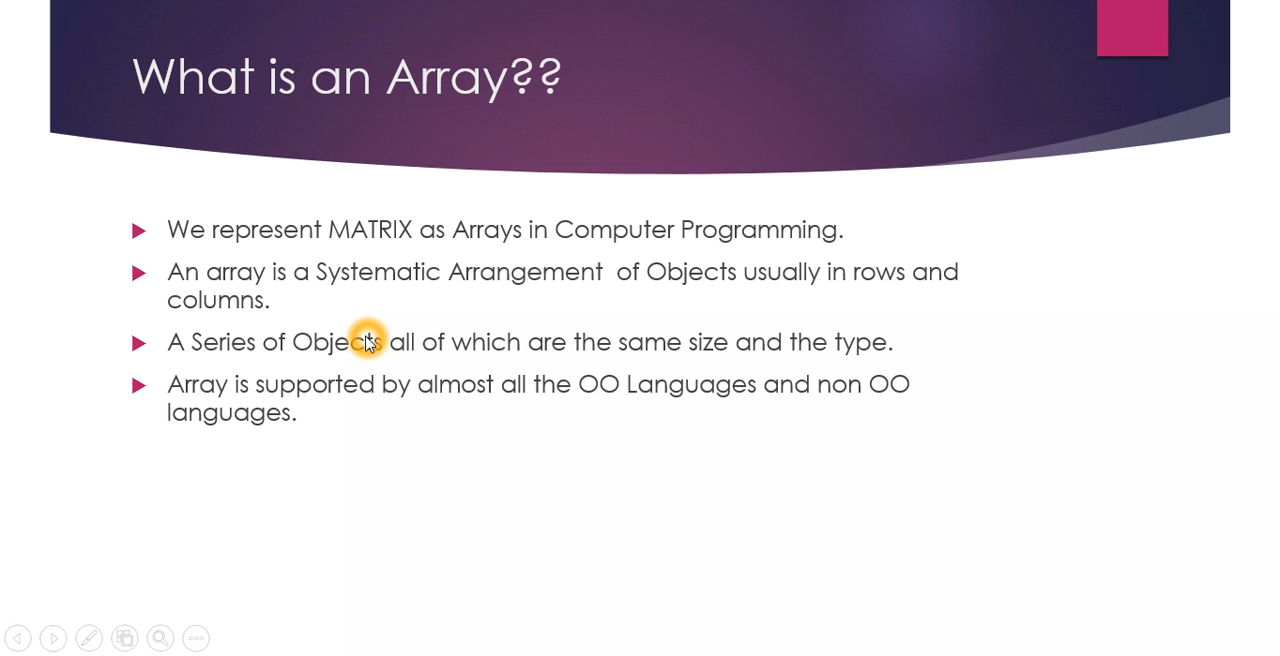 What is an Array??
We represent MATRIX as Arrays in Computer Programming.
An array is a Systematic Arrangement  of Objects usually in rows and
columns.
A Series of Objects all of which are the same size and the type.
Array is supported by almost all the OO Languages and non OO
languages.